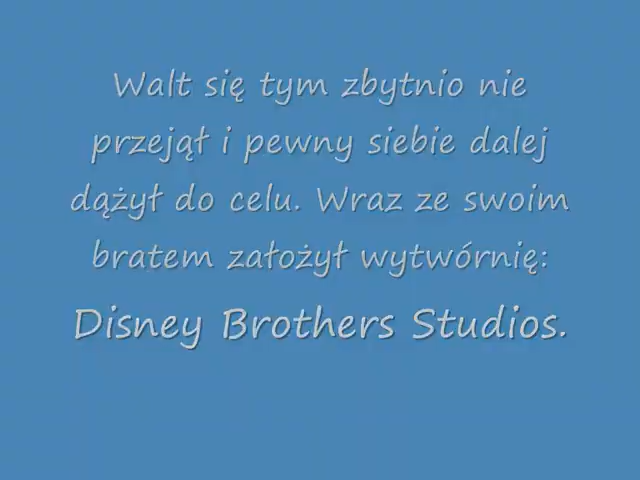 Walt się tym zbytnio nie
przejął i pewny siebie dalej
dążył do celu. Wraz ze swoim
bratem założył wytwórnię:
Disney Brothers Studios.